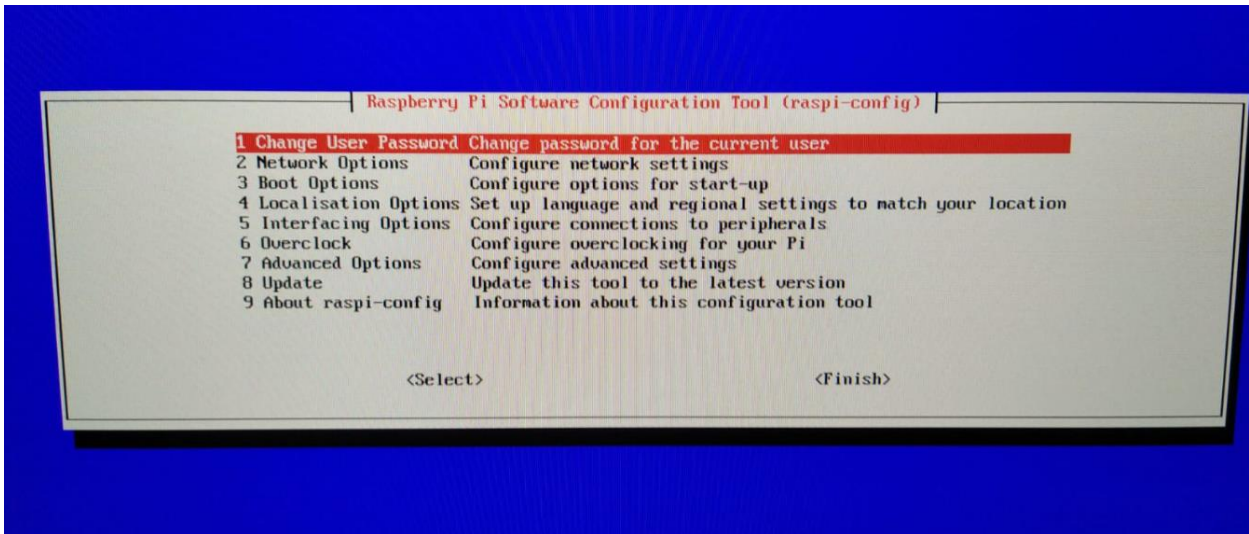 Raspberry Pi Software Configuration Tool (raspi-config)
1 Change User Password Change password for the current user
2 Network Options Configure network settings
3 Boot Options Configure options for start-up
4 Localisation Options Set up language and regional settings to match your location
5 Interfacing Options Configure connections to peripherals
6 Overclock Configure overclocking for your Pi
7 Advanced Options Configure advanced settings
8 Update Update this tool to the latest version
9 About raspi-config Information about this configuration tool
<Select> <Finish>